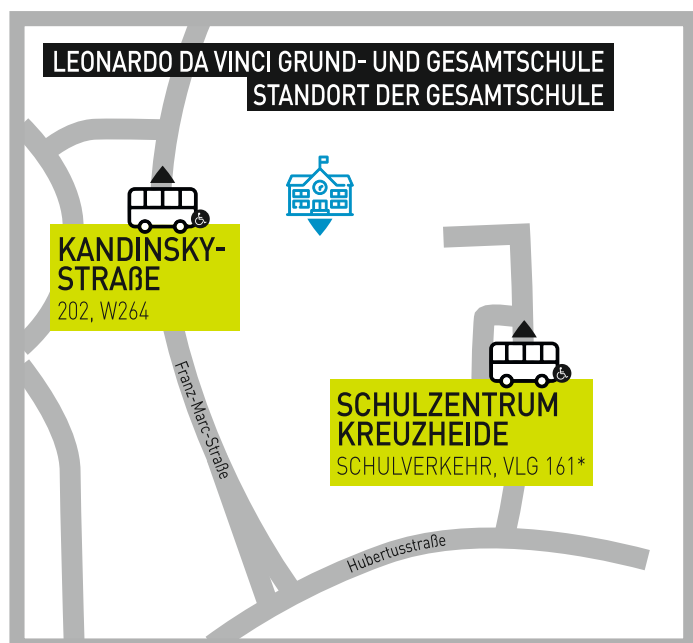 LEONARDO DA VINCI GRUND- UND GESAMTSCHULE
STANDORT DER GESAMTSCHULE
KANDINSKY-
STRAßE
202, W264
Franz-Marc-Straße
SCHULZENTRUM
KREUZHEIDE
SCHULVERKEHR, VLG 161*
Hubertusstraße